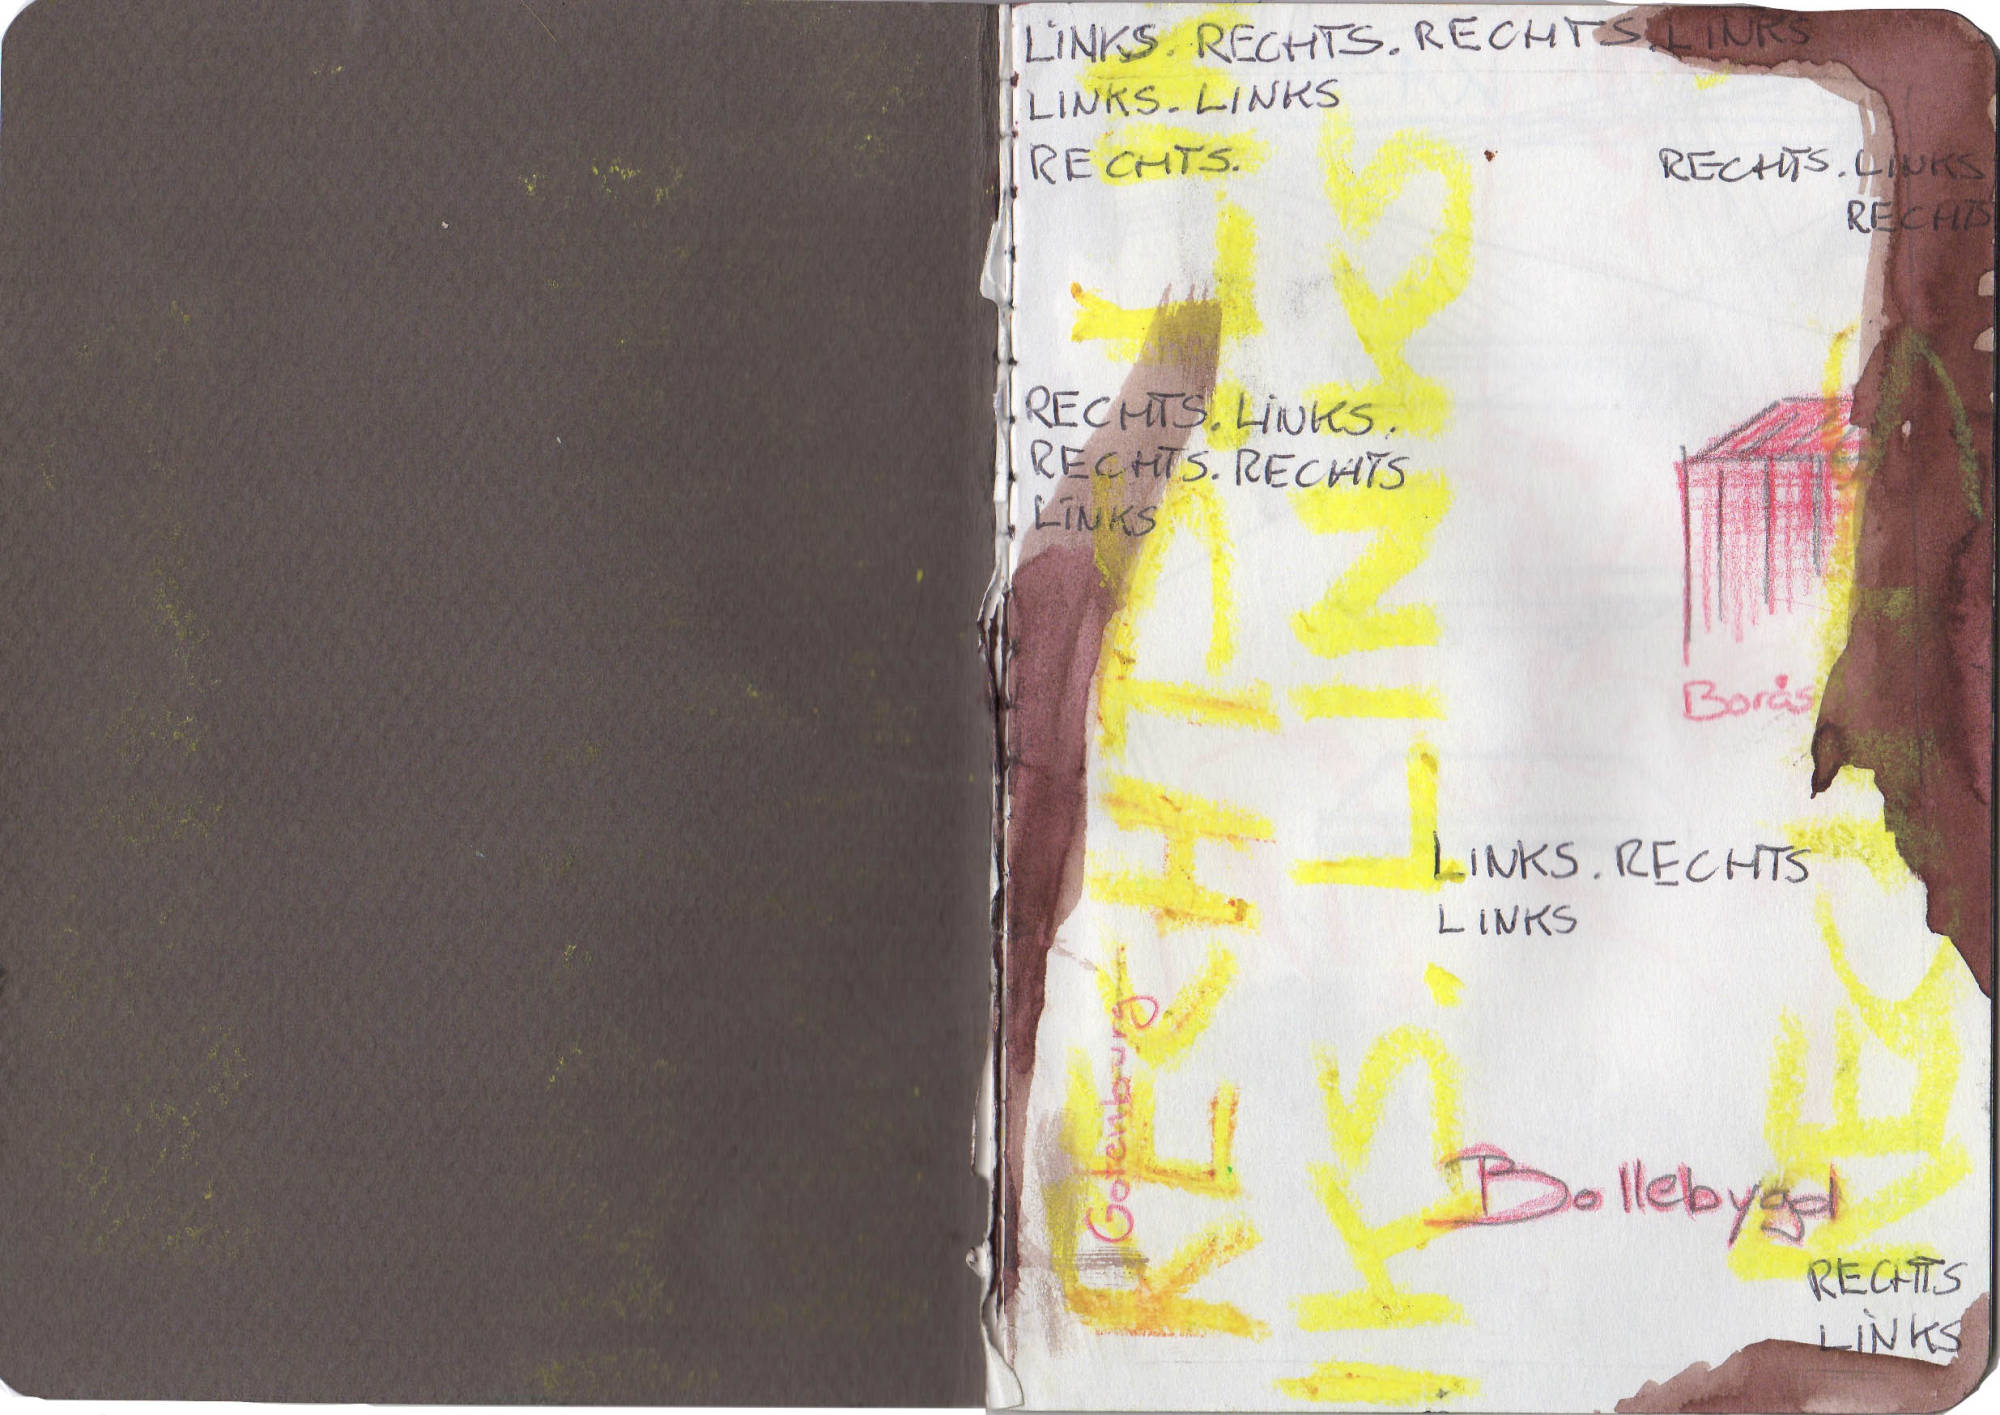 LINKS. RECHTS. RECHTS. LINKS
LINKS. LINKS
RECHTS.
RECHTS. LINKS
RECHTS
RECHTS. LINKS.
RECHTS. RECHTS
LINKS
Borås
LINKS. RECHTS
LINKS
Gotenburg
Bollebygd
RECHTS
LINKS
RECHTS
LINKS. LINKS